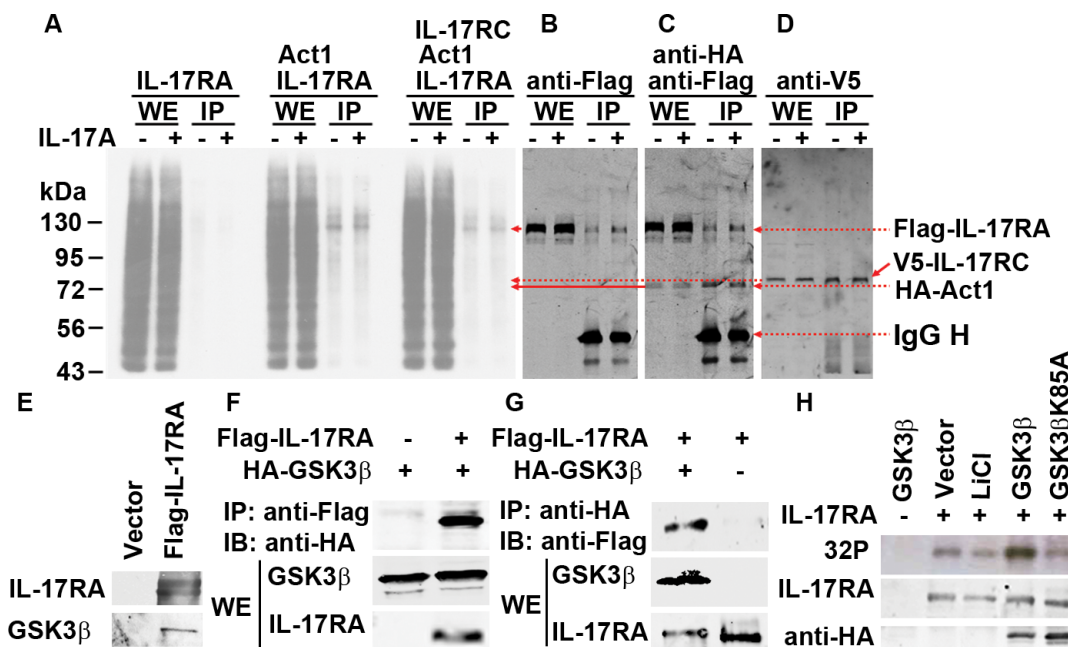 A
B
C
D
IL-17RC
Act1
Act1
anti-HA
IL-17RA
IL-17RA
IL-17RA
anti-Flag
anti-Flag
anti-V5
WE IP WE IP WE IP WE IP WE IP WE IP
IL-17A - + - + - + - + - + - + - + - + - + - + - + - +
kDa
130
95
72
56
43
Flag-IL-17RA
V5-IL-17RC
HA-Act1
IgG H
E
Vector
Flag-IL-17RA
IL-17RA
GSK3β
F
Flag-IL-17RA - +
HA-GSK3β + +
IP: anti-Flag
IB: anti-HA
WE
GSK3β
IL-17RA
G
Flag-IL-17RA + +
HA-GSK3β + -
IP: anti-HA
IB: anti-Flag
WE
GSK3β
IL-17RA
H
GSK3β
Vector
LiCl
GSK3β
GSK3βK85A
IL-17RA - + + + +
32P
IL-17RA
anti-HA